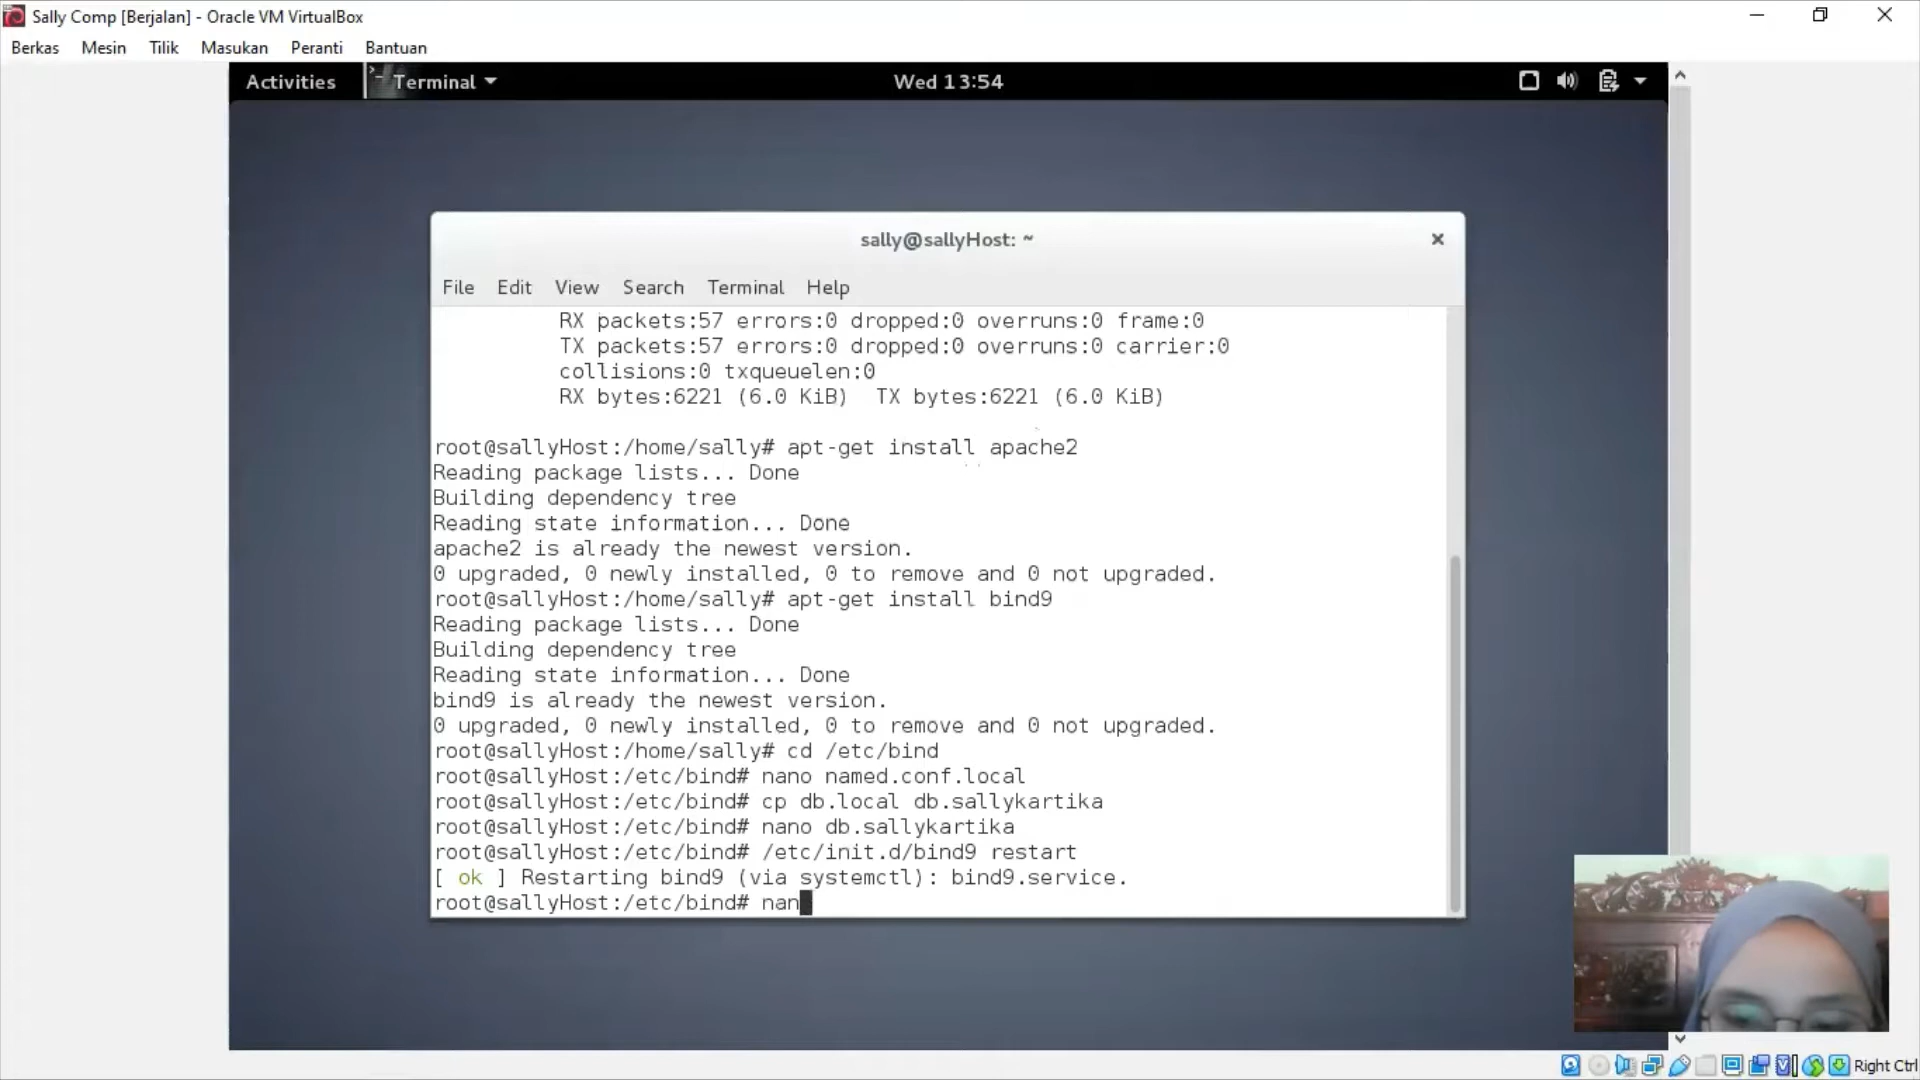 Sally Comp [Berjalan] - Oracle VM VirtualBox
Berkas Mesin Tilik Masukan Peranti Bantuan
Activities Terminal Wed 13:54
sally@sallyHost: ~
File Edit View Search Terminal Help
RX packets:57 errors:0 dropped:0 overruns:0 frame:0
TX packets:57 errors:0 dropped:0 overruns:0 carrier:0
collisions:0 txqueuelen:0
RX bytes:6221 (6.0 KiB) TX bytes:6221 (6.0 KiB)
root@sallyHost:/home/sally# apt-get install apache2
Reading package lists... Done
Building dependency tree
Reading state information... Done
apache2 is already the newest version.
0 upgraded, 0 newly installed, 0 to remove and 0 not upgraded.
root@sallyHost:/home/sally# apt-get install bind9
Reading package lists... Done
Building dependency tree
Reading state information... Done
bind9 is already the newest version.
0 upgraded, 0 newly installed, 0 to remove and 0 not upgraded.
root@sallyHost:/home/sally# cd /etc/bind
root@sallyHost:/etc/bind# nano named.conf.local
root@sallyHost:/etc/bind# cp db.local db.sallykartika
root@sallyHost:/etc/bind# nano db.sallykartika
root@sallyHost:/etc/bind# /etc/init.d/bind9 restart
[ ok ] Restarting bind9 (via systemctl): bind9.service.
root@sallyHost:/etc/bind# nan
Right Ctrl